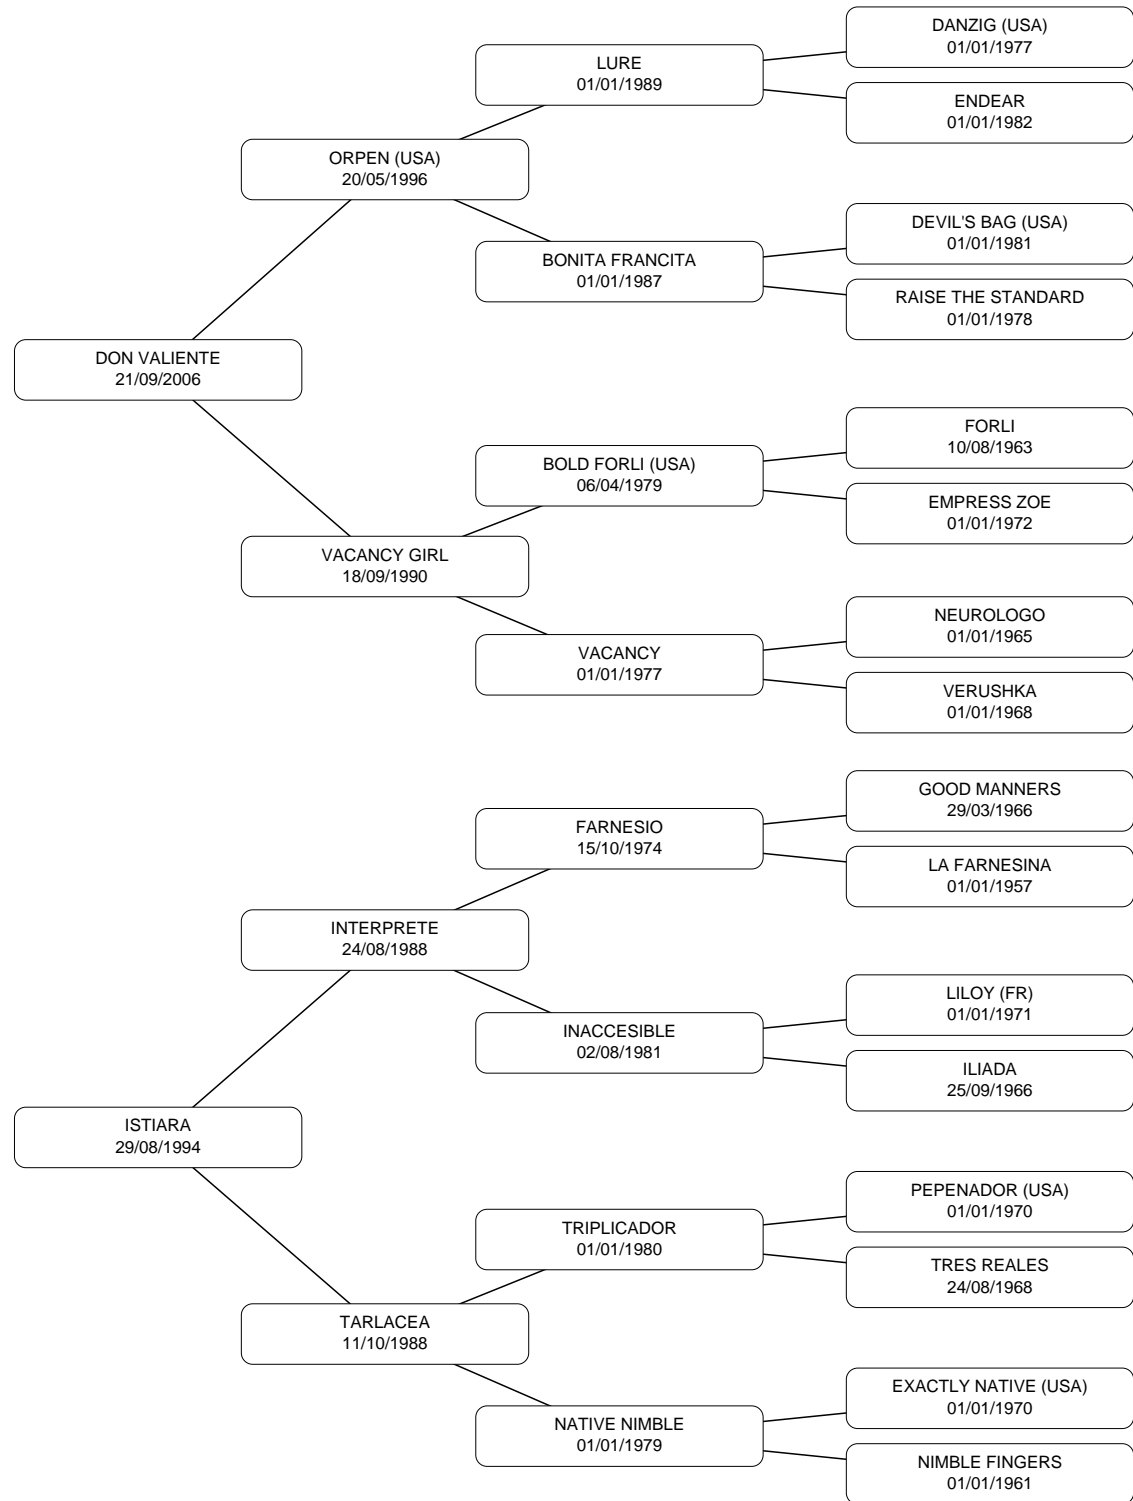 DANZIG (USA)
01/01/1977
LURE
01/01/1989
ENDEAR
01/01/1982
ORPEN (USA)
20/05/1996
DEVIL'S BAG (USA)
01/01/1981
BONITA FRANCITA
01/01/1987
RAISE THE STANDARD
01/01/1978
DON VALIENTE
21/09/2006
FORLI
10/08/1963
BOLD FORLI (USA)
06/04/1979
EMPRESS ZOE
01/01/1972
VACANCY GIRL
18/09/1990
NEUROLOGO
01/01/1965
VACANCY
01/01/1977
VERUSHKA
01/01/1968
GOOD MANNERS
29/03/1966
FARNESIO
15/10/1974
LA FARNESINA
01/01/1957
INTERPRETE
24/08/1988
LILOY (FR)
01/01/1971
INACCESIBLE
02/08/1981
ILIADA
25/09/1966
ISTIARA
29/08/1994
PEPENADOR (USA)
01/01/1970
TRIPLICADOR
01/01/1980
TRES REALES
24/08/1968
TARLACEA
11/10/1988
EXACTLY NATIVE (USA)
01/01/1970
NATIVE NIMBLE
01/01/1979
NIMBLE FINGERS
01/01/1961